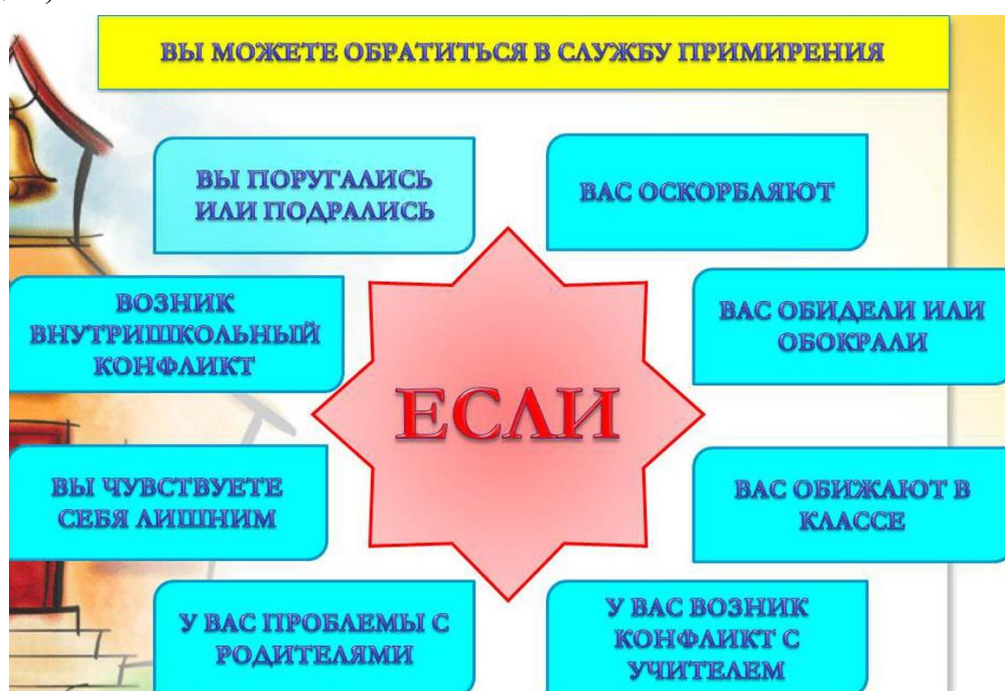 ВЫ МОЖЕТЕ ОБРАТИТЬСЯ В СЛУЖБУ ПРИМИРЕНИЯ
ВЫ ПОРУГАЛИСЬ
ИЛИ ПОДРАЛИСЬ
ВАС ОСКОРБЛЯЮТ
ВОЗНИК
ВНУТРИШКОЛЬНЫЙ
КОНФЛИКТ
ВАС ОБИДЕЛИ ИЛИ
ОБОКРАЛИ
ЕСЛИ
ВЫ ЧУВСТВУЕТЕ
СЕБЯ ЛИШНИМ
ВАС ОБИЖАЮТ В
КЛАССЕ
У ВАС ПРОБЛЕМЫ С
РОДИТЕЛЯМИ
У ВАС ВОЗНИК
КОНФЛИКТ С
УЧИТЕЛЕМ